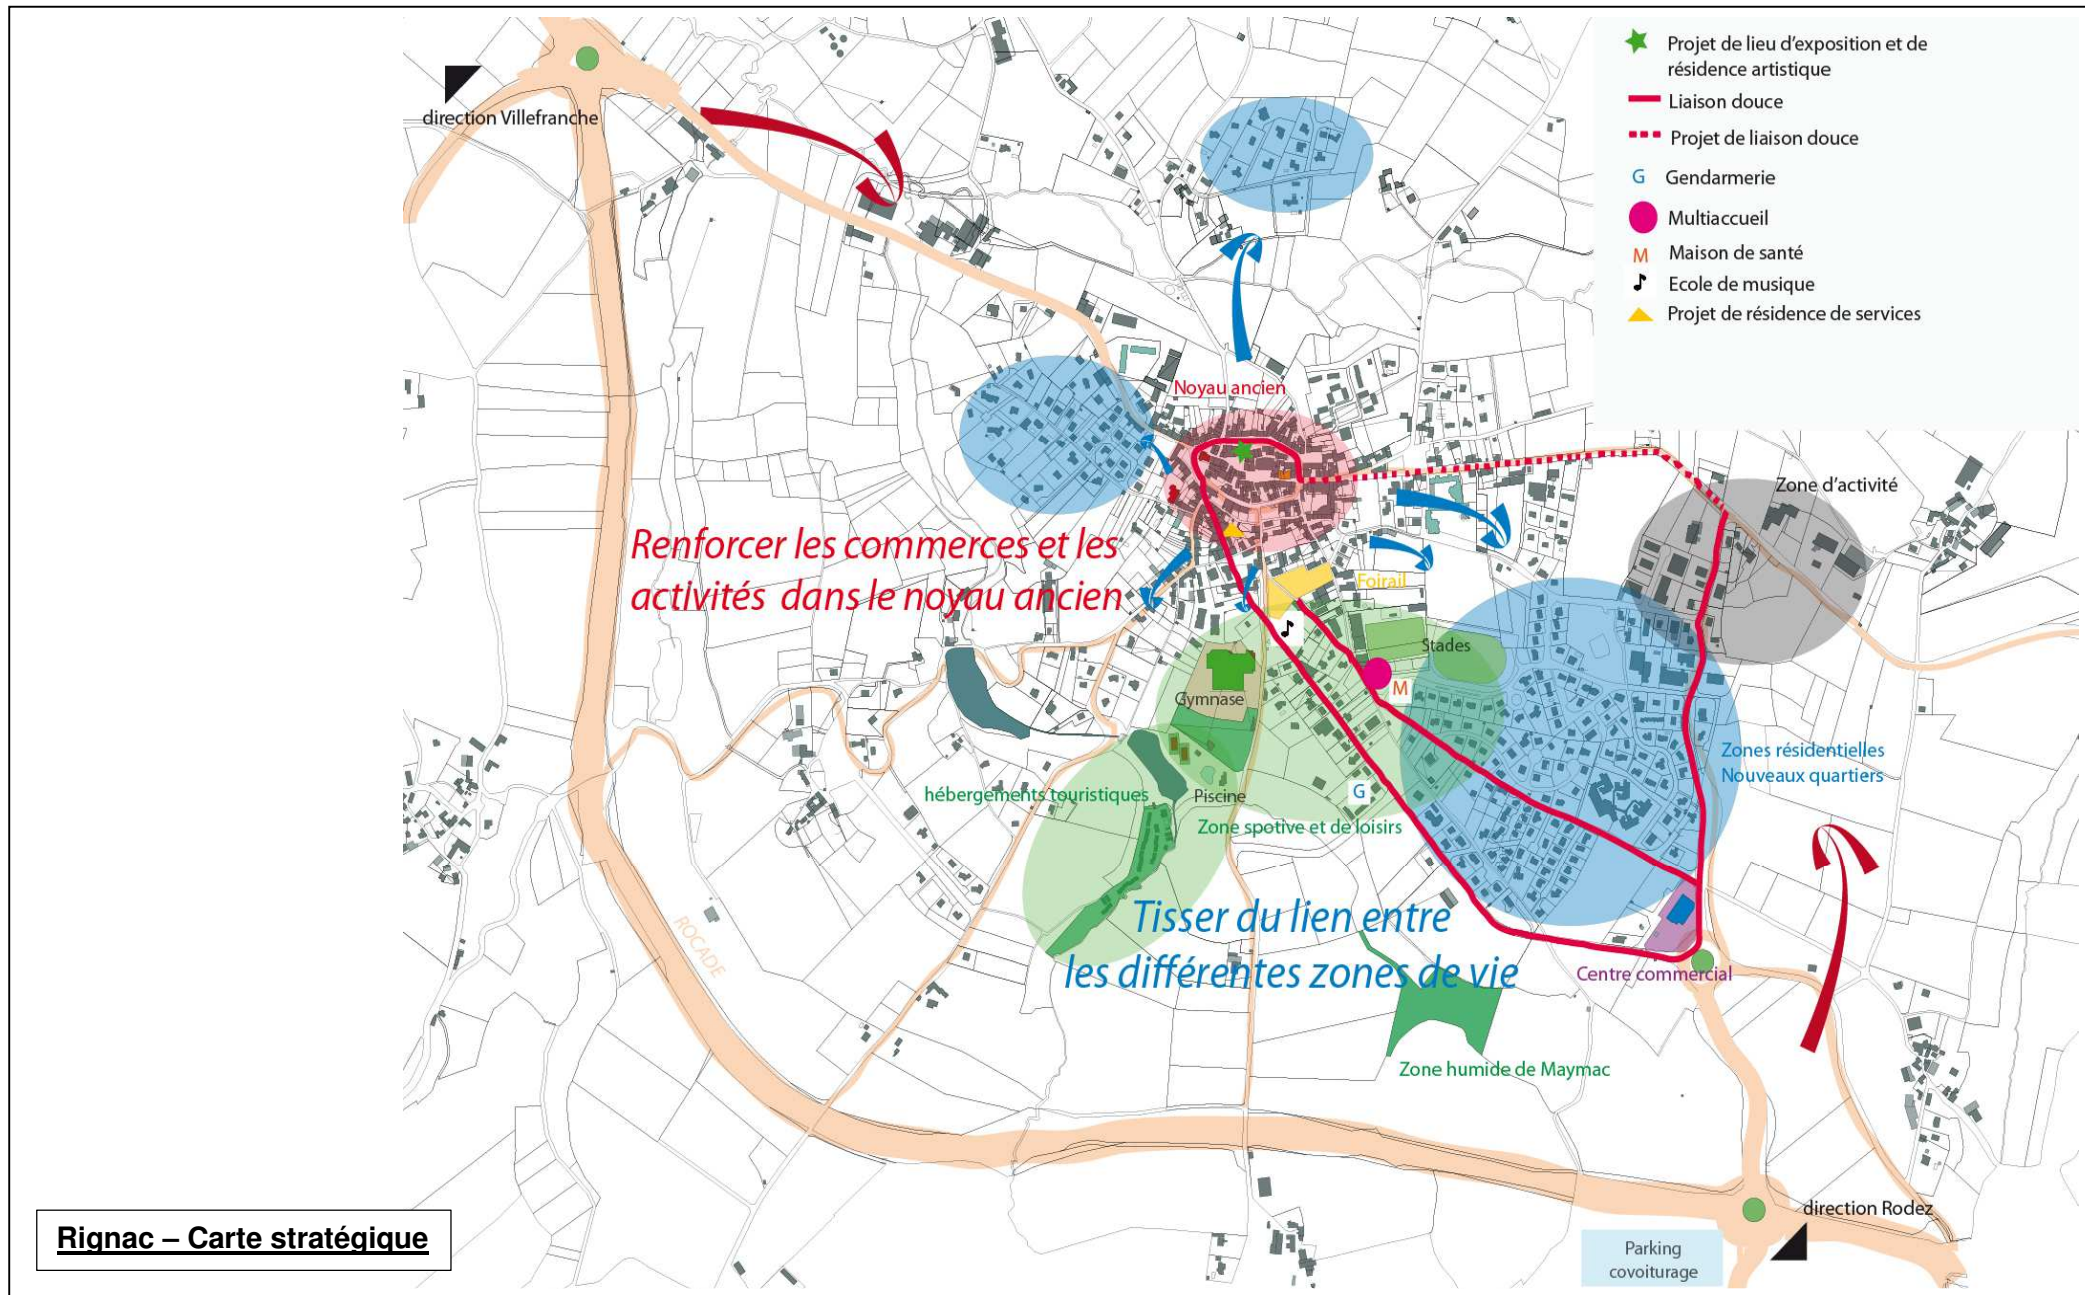 Projet de lieu d'exposition et de
résidence artistique
Liaison douce
Projet de liaison douce
G Gendarmerie
Multiaccueil
M Maison de santé
Ecole de musique
Projet de résidence de services
direction Villefranche
Noyau ancien
Zone d'activité
Renforcer les commerces et les
activités dans le noyau ancien
Foirail
Stades
M
Gymnase
Zones résidentielles
Nouveaux quartiers
hébergements touristiques
Piscine
G
Zone spotive et de loisirs
Tisser du lien entre
les différentes zones de vie
ROCADE
Centre commercial
Zone humide de Maymac
direction Rodez
Parking
covoiturage
Rignac – Carte stratégique